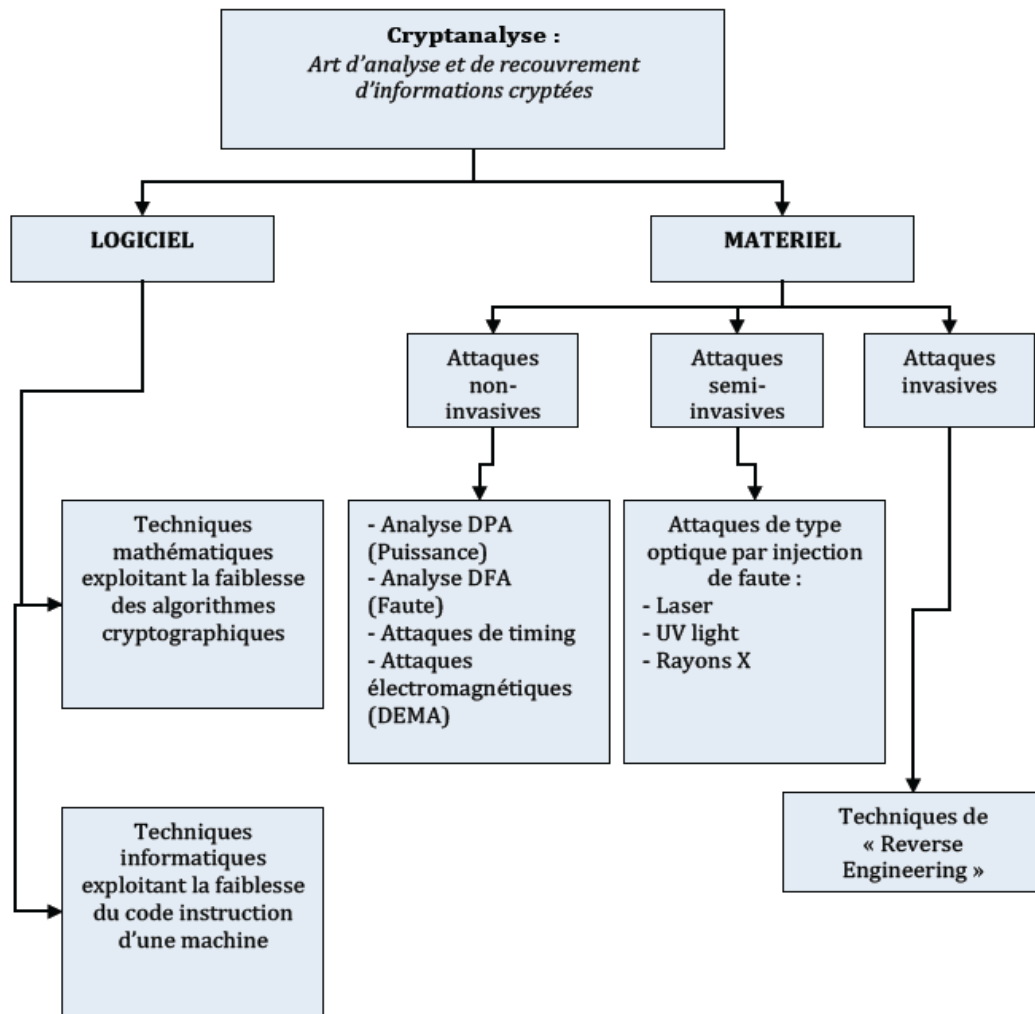 Cryptanalyse :
Art d'analyse et de recouvrement
d'informations cryptées
LOGICIEL
MATERIEL
Attaques
non-
invasives
Attaques
semi-
invasives
Attaques
invasives
Techniques
mathématiques
exploitant la faiblesse
des algorithmes
cryptographiques
- Analyse DPA
(Puissance)
- Analyse DFA
(Faute)
- Attaques de timing
- Attaques
électromagnétiques
(DEMA)
Attaques de type
optique par injection
de faute :
- Laser
- UV light
- Rayons X
Techniques
informatiques
exploitant la faiblesse
du code instruction
d'une machine
Techniques de
« Reverse
Engineering »